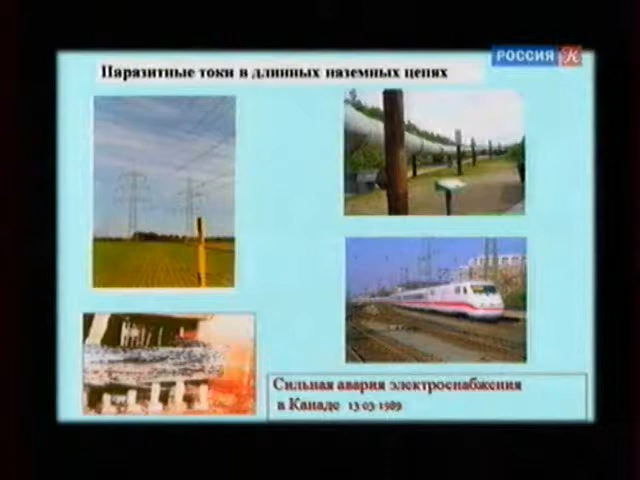 РОССИЯ К
Паразитные токи в длинных наземных цепях
Сильная авария электроснабжения
в Канаде 13 03 1989